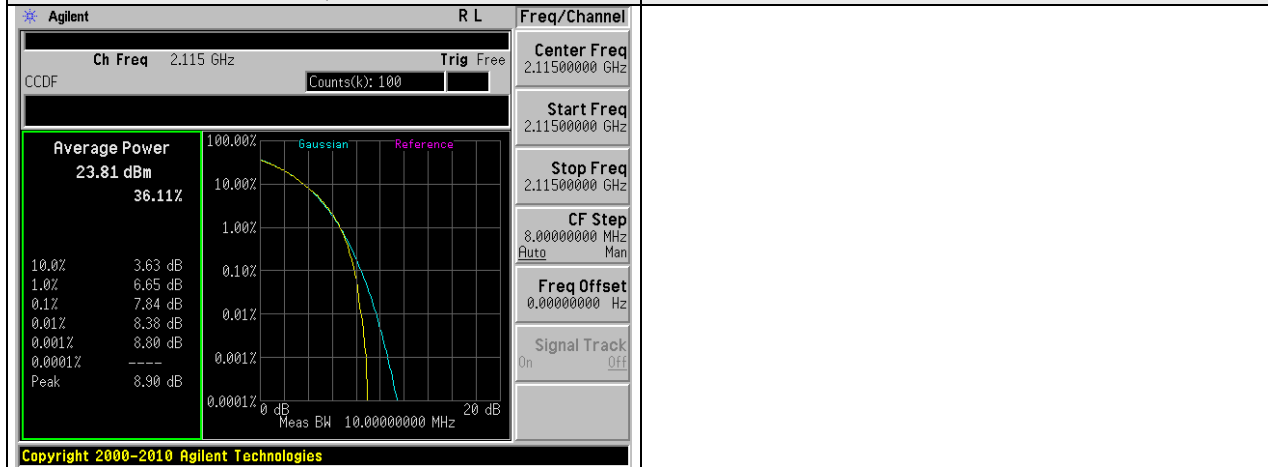 Agilent R L Freq/Channel
Ch Freq 2.115 GHz Trig Free
CCDF Counts(k): 100
Center Freq
2.11500000 GHz
Start Freq
2.11500000 GHz
Stop Freq
2.11500000 GHz
CF Step
8.00000000 MHz
Auto Man
Freq Offset
0.00000000 Hz
Signal Track
On Off
Average Power
23.81 dBm
36.11%
10.0% 3.63 dB
1.0% 6.65 dB
0.1% 7.84 dB
0.01% 8.38 dB
0.001% 8.80 dB
0.0001% ----
Peak 8.90 dB
Gaussian Reference
100.00%
10.00%
1.00%
0.10%
0.01%
0.001%
0.0001%
0 dB 20 dB
Meas BW 10.00000000 MHz
Copyright 2000-2010 Agilent Technologies